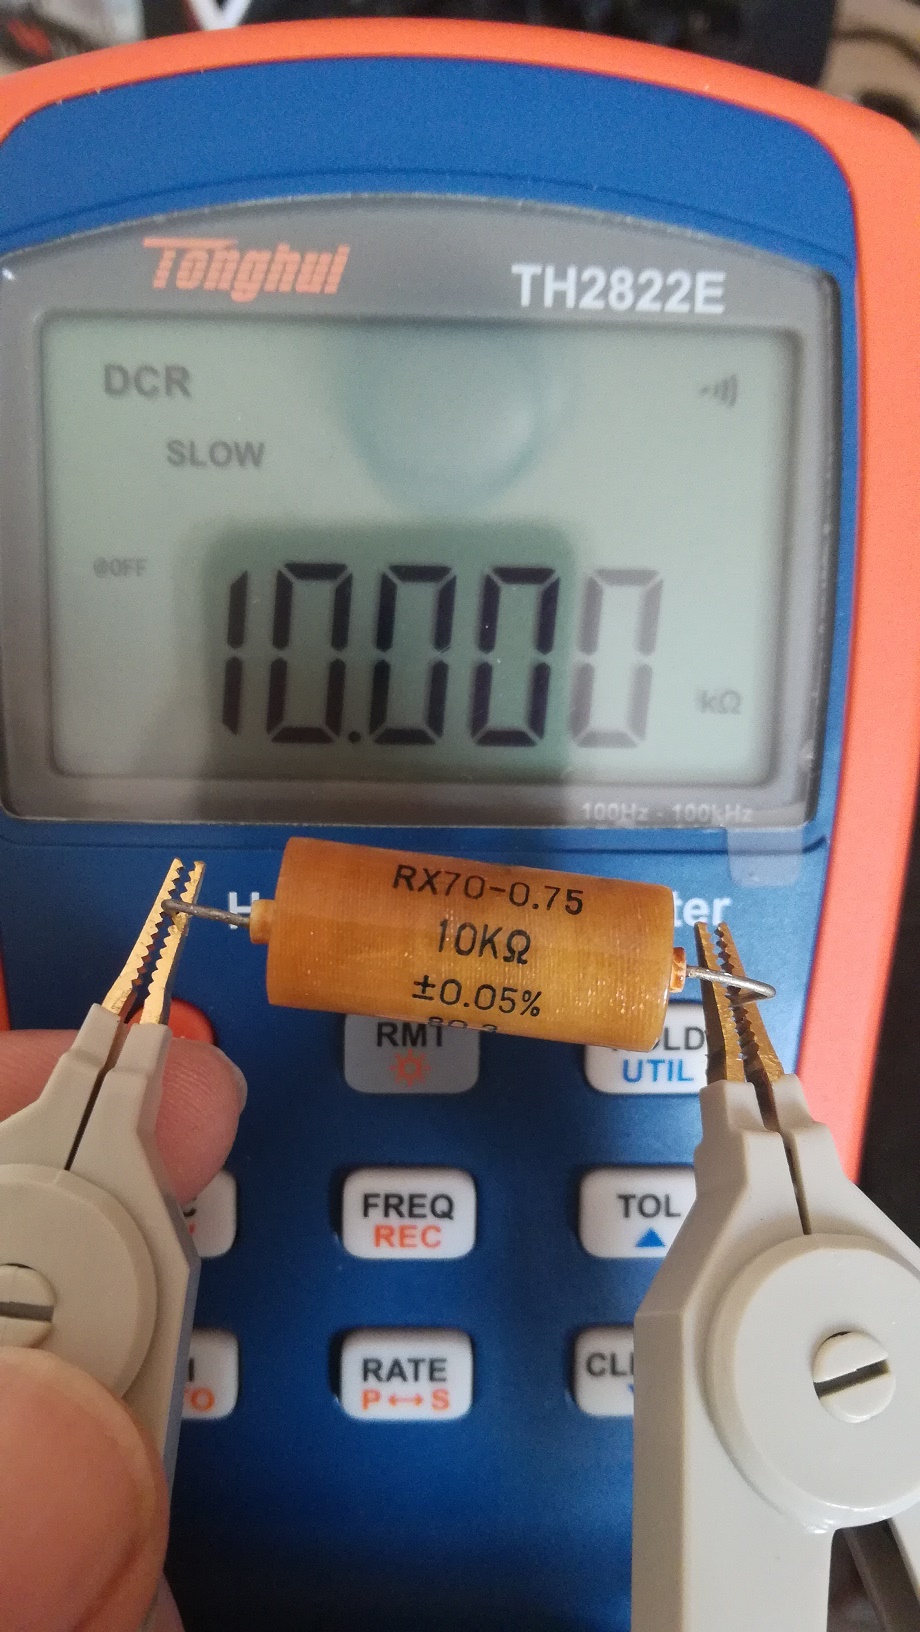 Tonghui
TH2822E
DCR
SLOW
@OFF
10.000
kΩ
100Hz - 100kHz
RX70-0.75
10KΩ
±0.05%
RMT
UTIL
FREQ
REC
TOL
RATE
P↔S